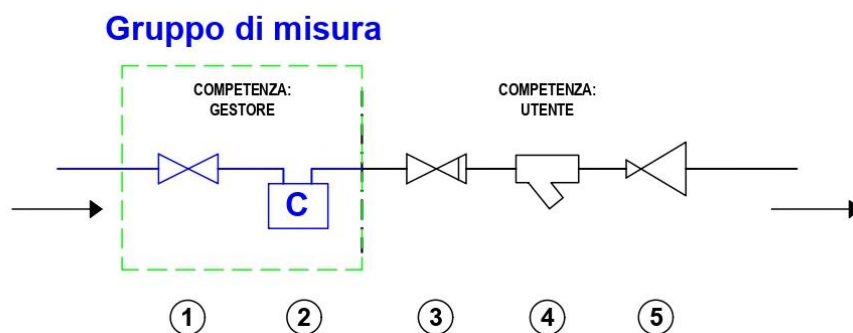 Gruppo di misura
COMPETENZA:
GESTORE
COMPETENZA:
UTENTE
C
1
2
3
4
5